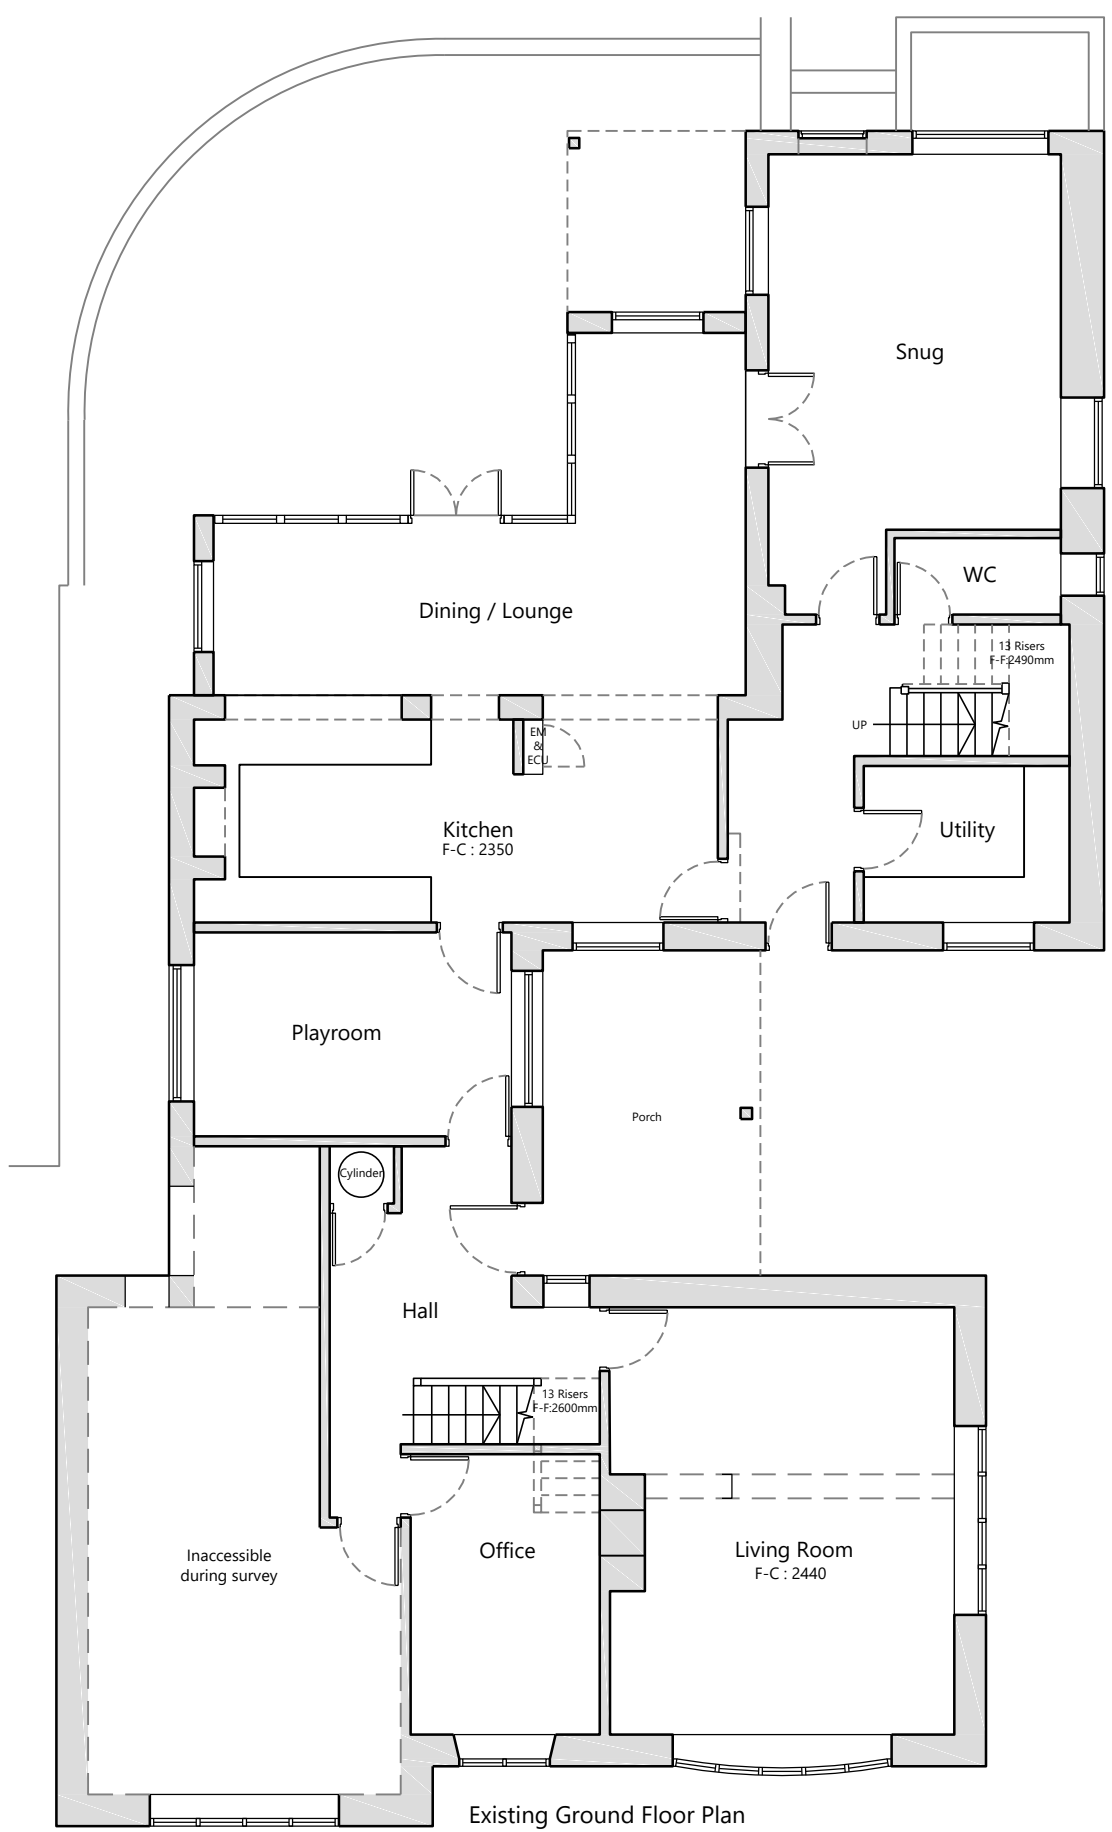 Snug
WC
Dining / Lounge
13 Risers
F-F:2490mm
UP
EM
&
ECU
Kitchen
F-C : 2350
Utility
Playroom
Porch
Cylinder
Hall
13 Risers
F-F:2600mm
Inaccessible
during survey
Office
Living Room
F-C : 2440
Existing Ground Floor Plan